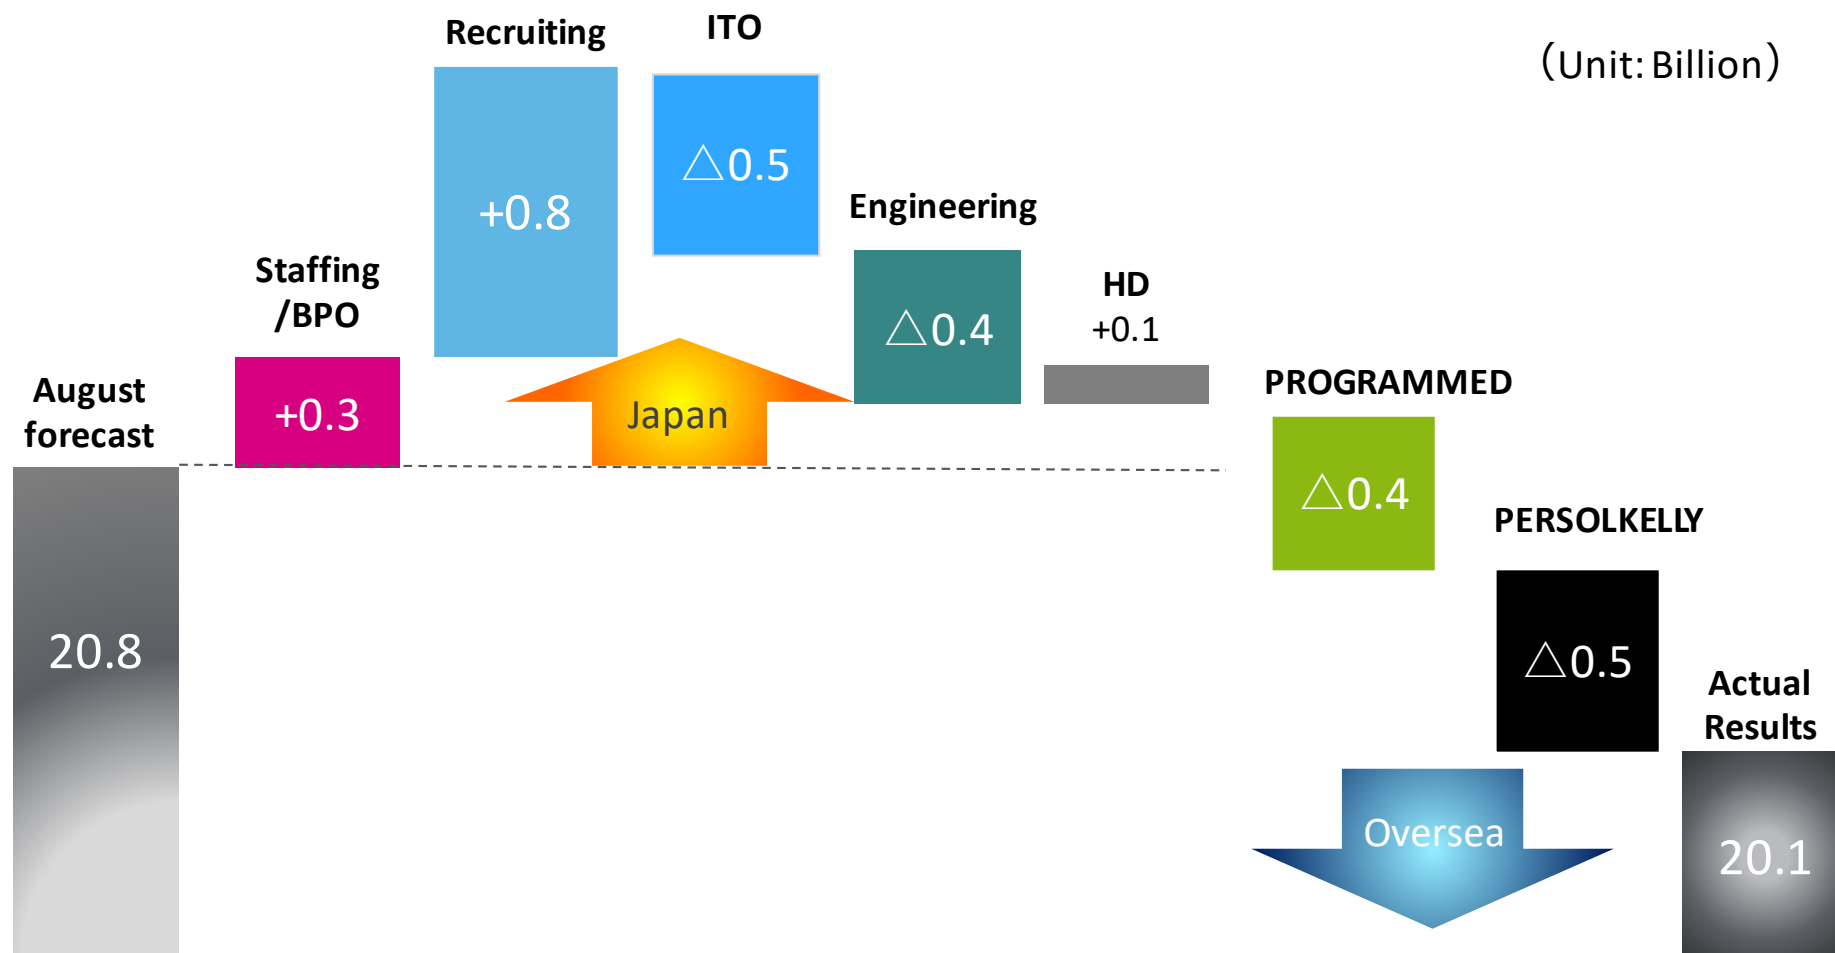 （Unit: Billion）
August
forecast
20.8
Staffing
/BPO
+0.3
Recruiting
+0.8
ITO
△0.5
Japan
Engineering
△0.4
HD
+0.1
PROGRAMMED
△0.4
PERSOLKELLY
△0.5
Oversea
Actual
Results
20.1